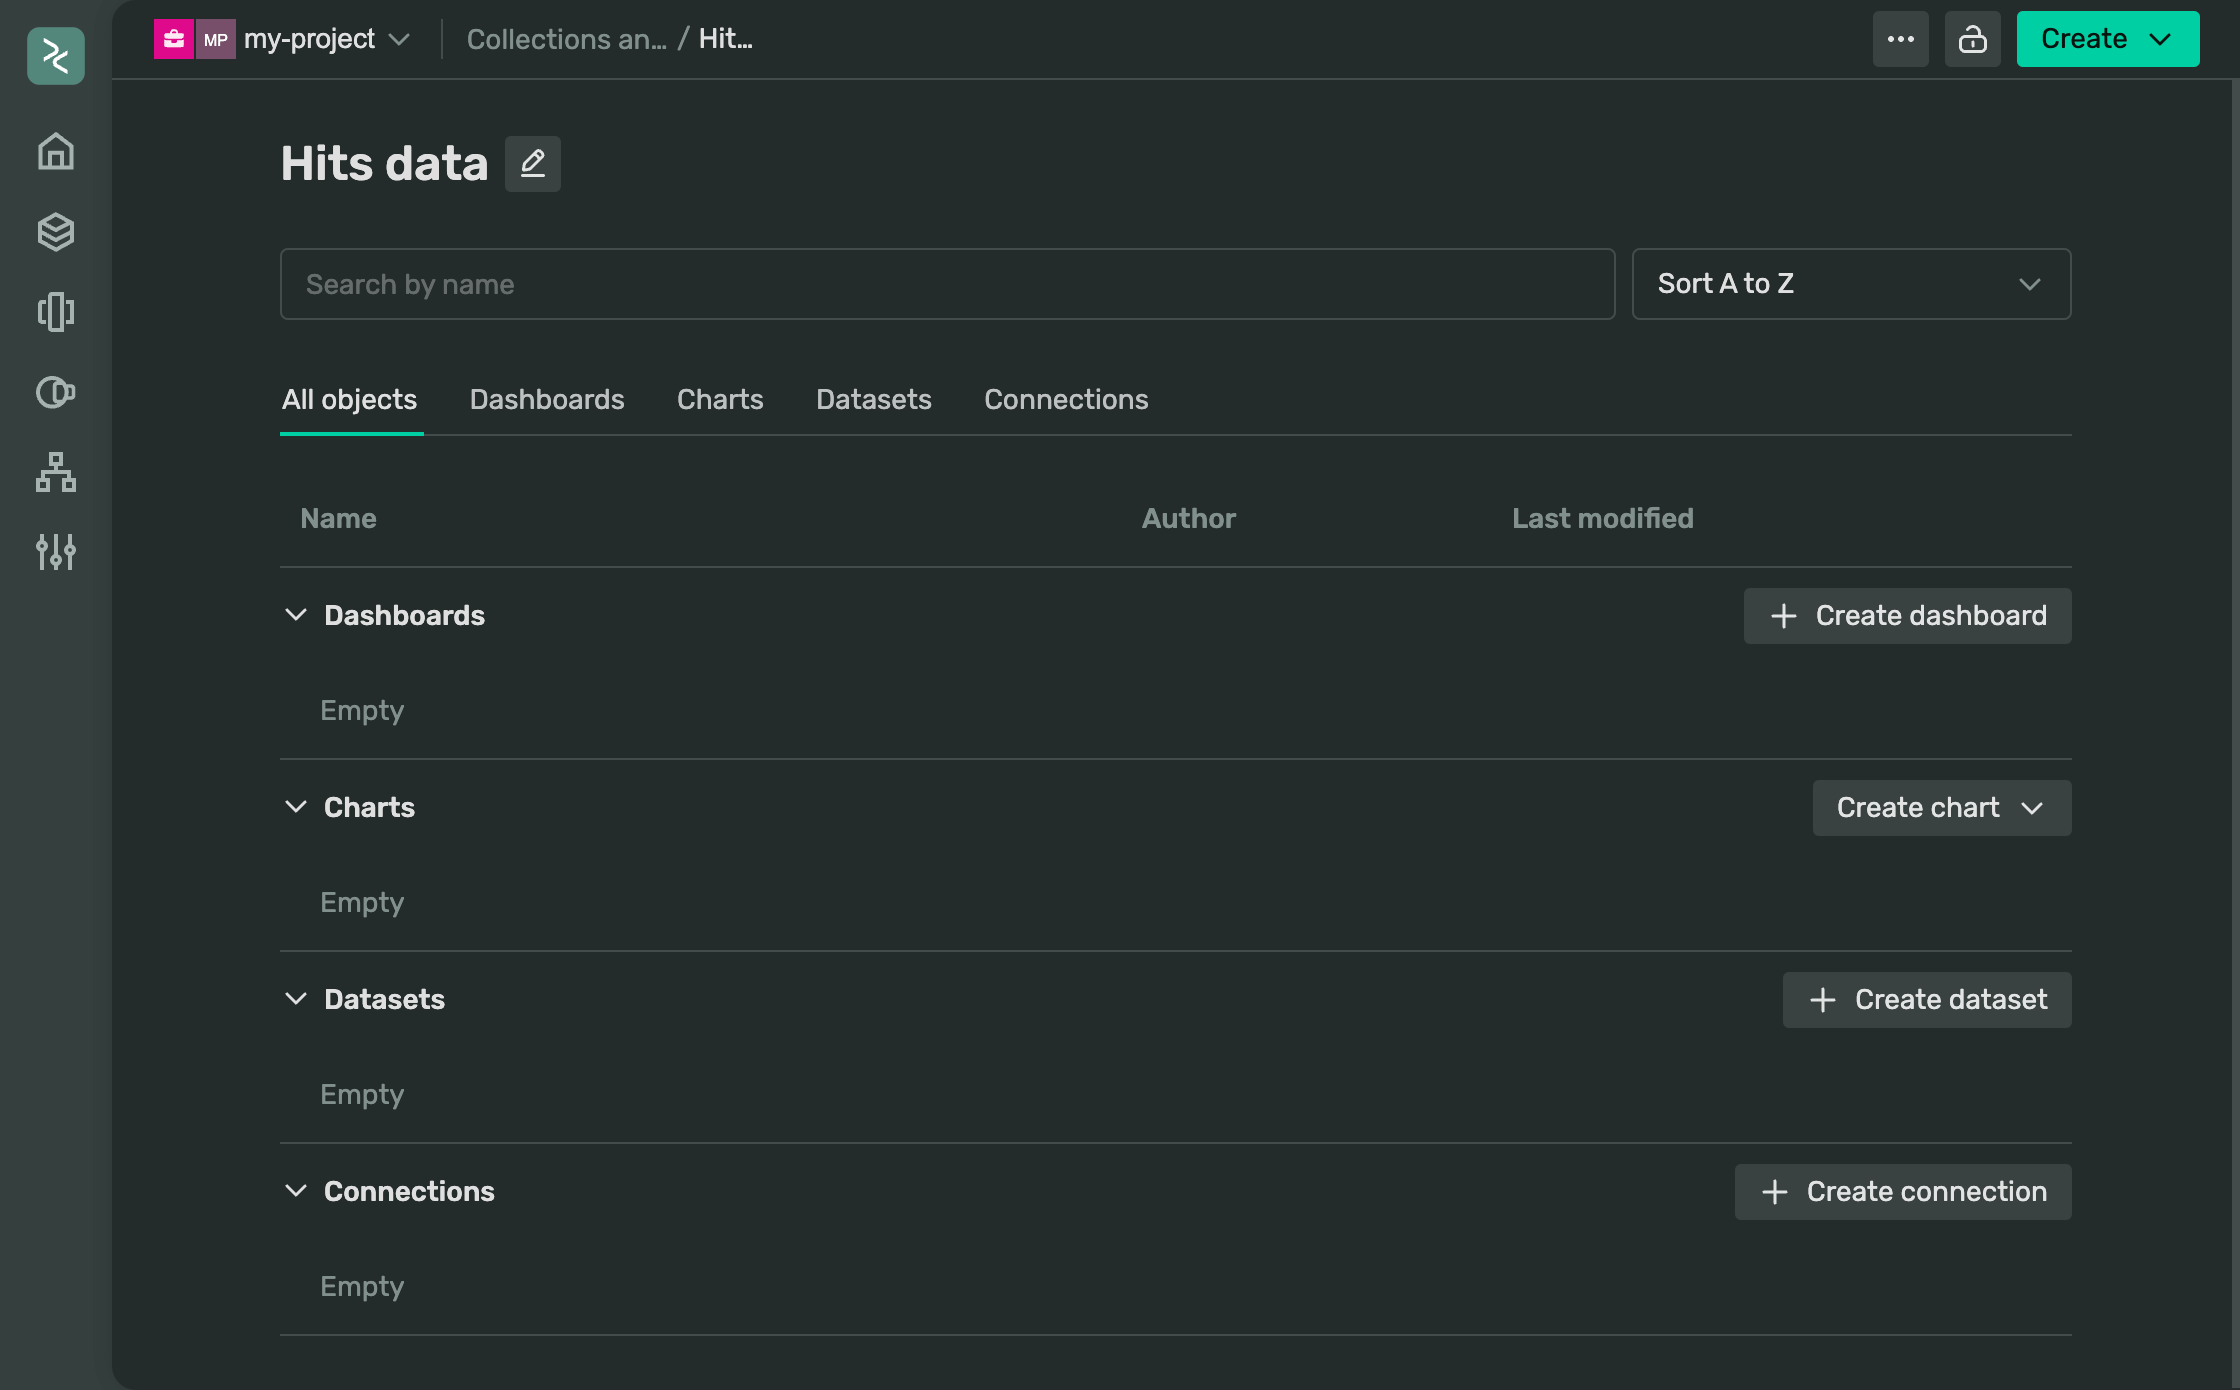 MP my-project Collections an... / Hit... Create
Hits data
Search by name Sort A to Z
All objects Dashboards Charts Datasets Connections
Name Author Last modified
Dashboards Create dashboard
Empty
Charts Create chart
Empty
Datasets Create dataset
Empty
Connections Create connection
Empty